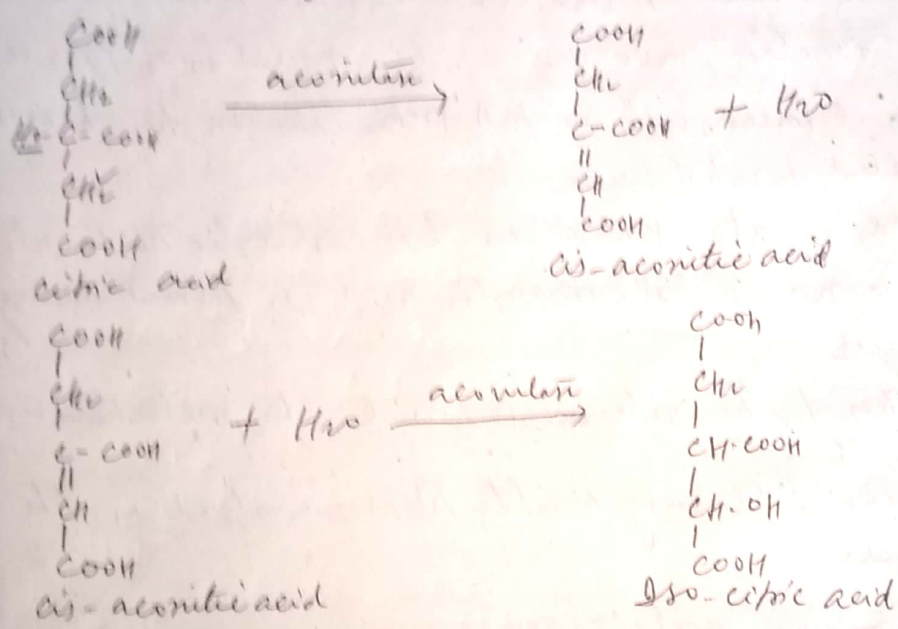 COOH COOH
CH2 aconitase CH2
C - COOH C - COOH + H2O
CH2 CH
COOH COOH
citric acid cis-aconitic acid
COOH COOH
CH2 CH2
C - COOH + H2O aconitase CH·COOH
CH CH·OH
COOH COOH
cis-aconitic acid Iso-citric acid